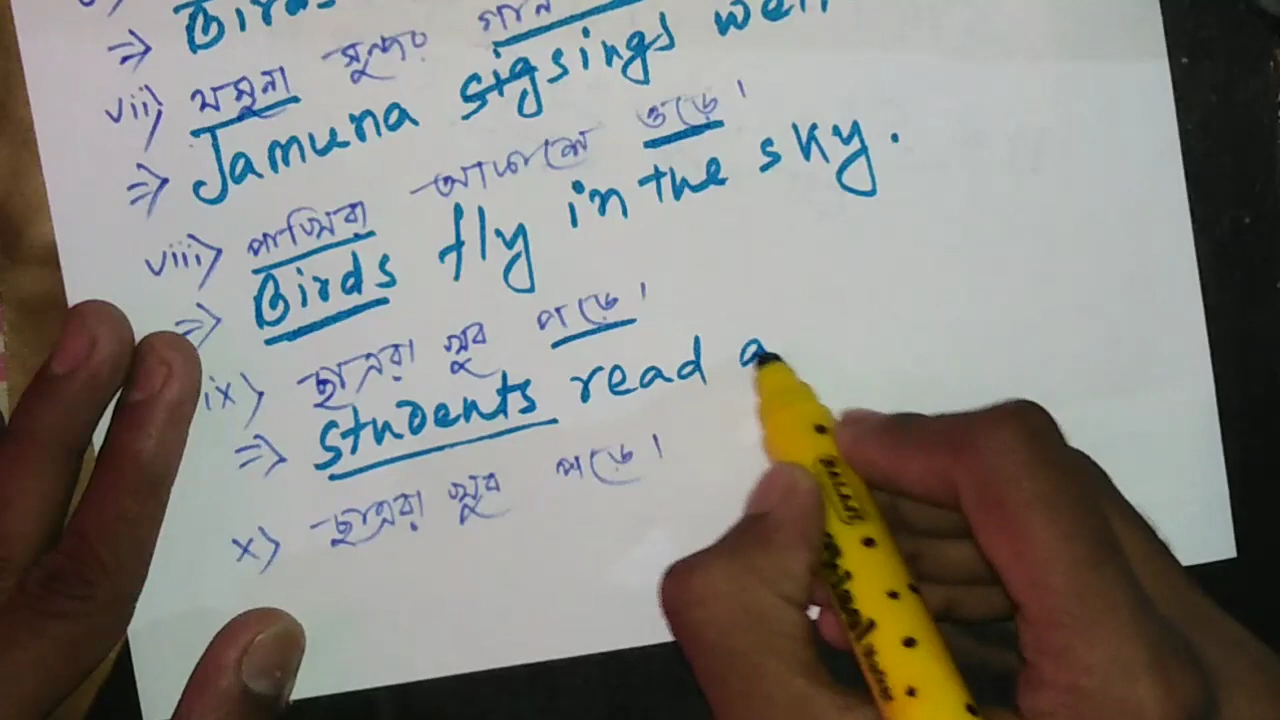 ⇒ Birds
vii) যমুনা সুন্দর গান
⇒ Jamuna sigsings well.
viii) পাখিরা আকাশে উড়ে।
⇒ Birds fly in the sky.
ix) ছাত্ররা খুব পড়ে।
⇒ students read a
x) ছাত্ররা খুব পড়ে।